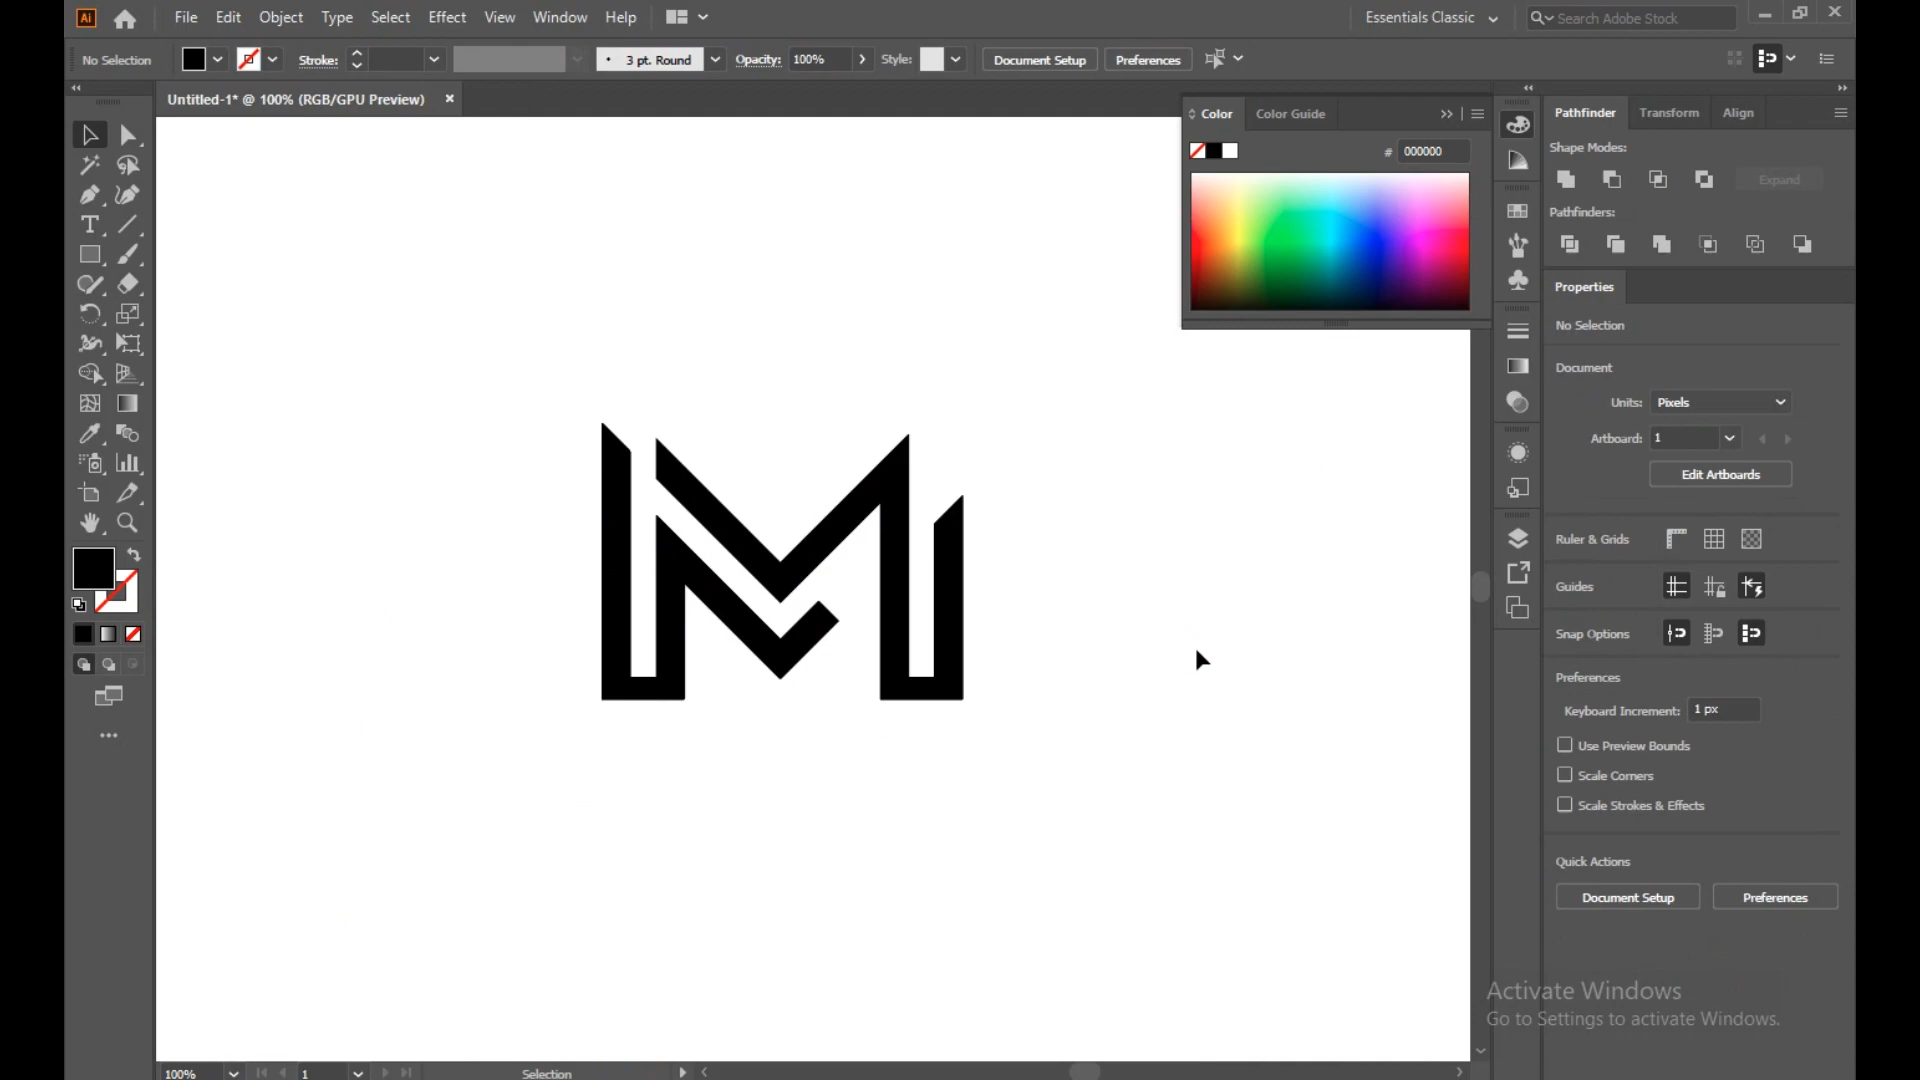 Ai File Edit Object Type Select Effect View Window Help Essentials Classic Search Adobe Stock
No Selection Stroke: 3 pt. Round Opacity: 100% Style: Document Setup Preferences
Untitled-1* @ 100% (RGB/GPU Preview)
Color Color Guide
# 000000
Pathfinder Transform Align
Shape Modes:
Expand
Pathfinders:
Properties
No Selection
Document
Units: Pixels
Artboard: 1
Edit Artboards
Ruler & Grids
Guides
Snap Options
Preferences
Keyboard Increment: 1 px
Use Preview Bounds
Scale Corners
Scale Strokes & Effects
Quick Actions
Document Setup Preferences
M
Activate Windows
Go to Settings to activate Windows.
100% 1 Selection